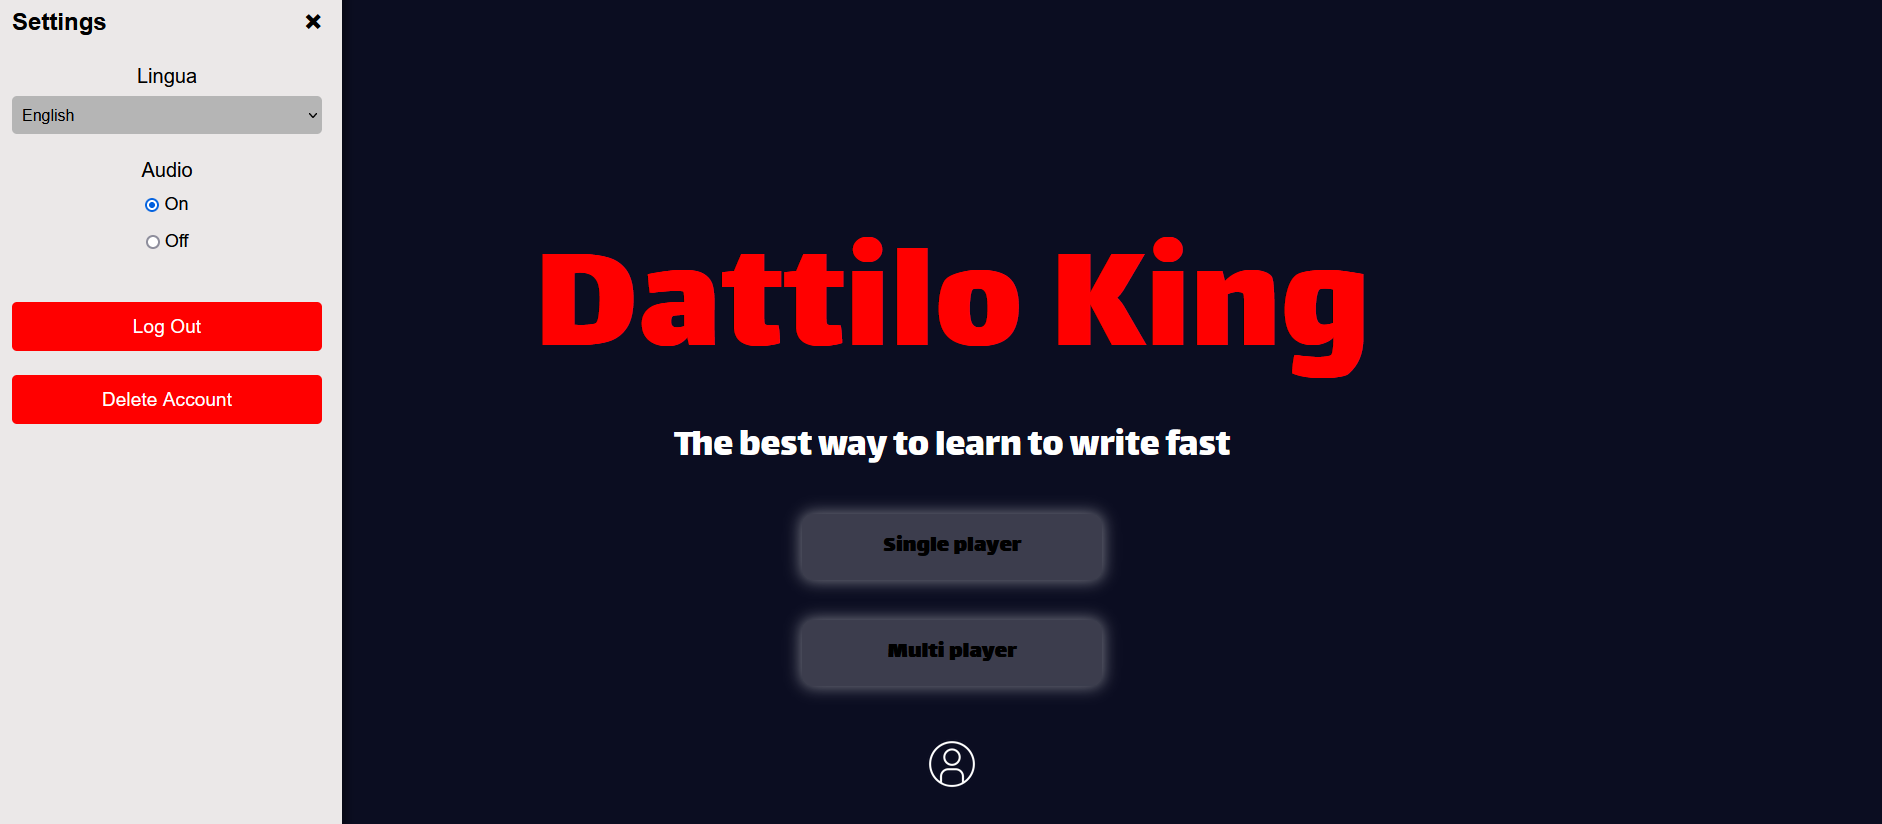 Settings
Lingua
English
Audio
On
Off
Log Out
Delete Account
Dattilo King
The best way to learn to write fast
Single player
Multi player